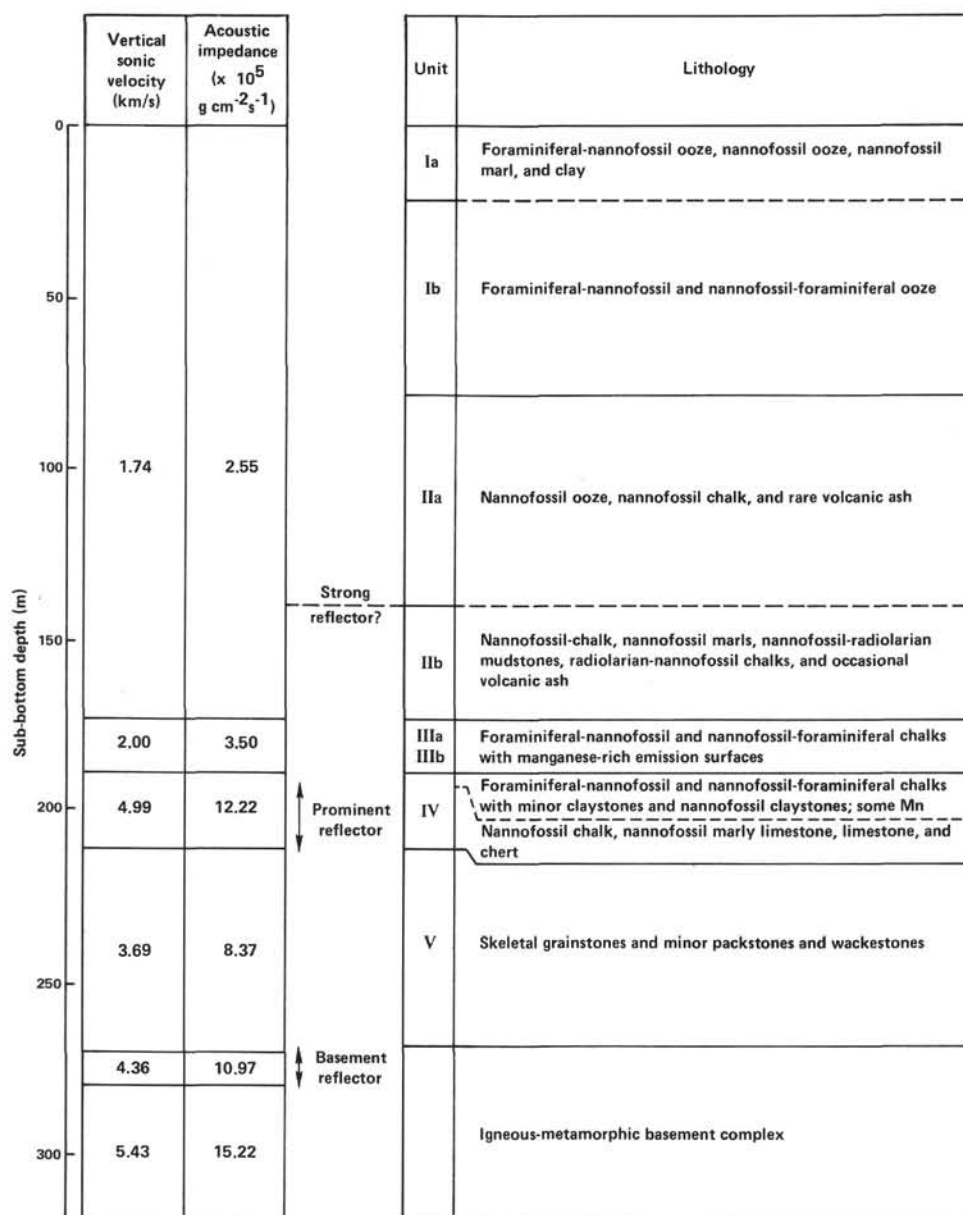 Vertical
sonic
velocity
(km/s)
Acoustic
impedance
(x 10⁵
g cm⁻²s⁻¹)
Unit
Lithology
Sub-bottom depth (m)
0
50
100
150
200
250
300
1.74
2.55
2.00
3.50
4.99
12.22
3.69
8.37
4.36
10.97
5.43
15.22
Strong
reflector?
Prominent
reflector
Basement
reflector
Ia
Foraminiferal-nannofossil ooze, nannofossil ooze, nannofossil
marl, and clay
Ib
Foraminiferal-nannofossil and nannofossil-foraminiferal ooze
IIa
Nannofossil ooze, nannofossil chalk, and rare volcanic ash
IIb
Nannofossil-chalk, nannofossil marls, nannofossil-radiolarian
mudstones, radiolarian-nannofossil chalks, and occasional
volcanic ash
IIIa
IIIb
Foraminiferal-nannofossil and nannofossil-foraminiferal chalks
with manganese-rich emission surfaces
IV
Foraminiferal-nannofossil and nannofossil-foraminiferal chalks
with minor claystones and nannofossil claystones; some Mn
Nannofossil chalk, nannofossil marly limestone, limestone, and
chert
V
Skeletal grainstones and minor packstones and wackestones
Igneous-metamorphic basement complex